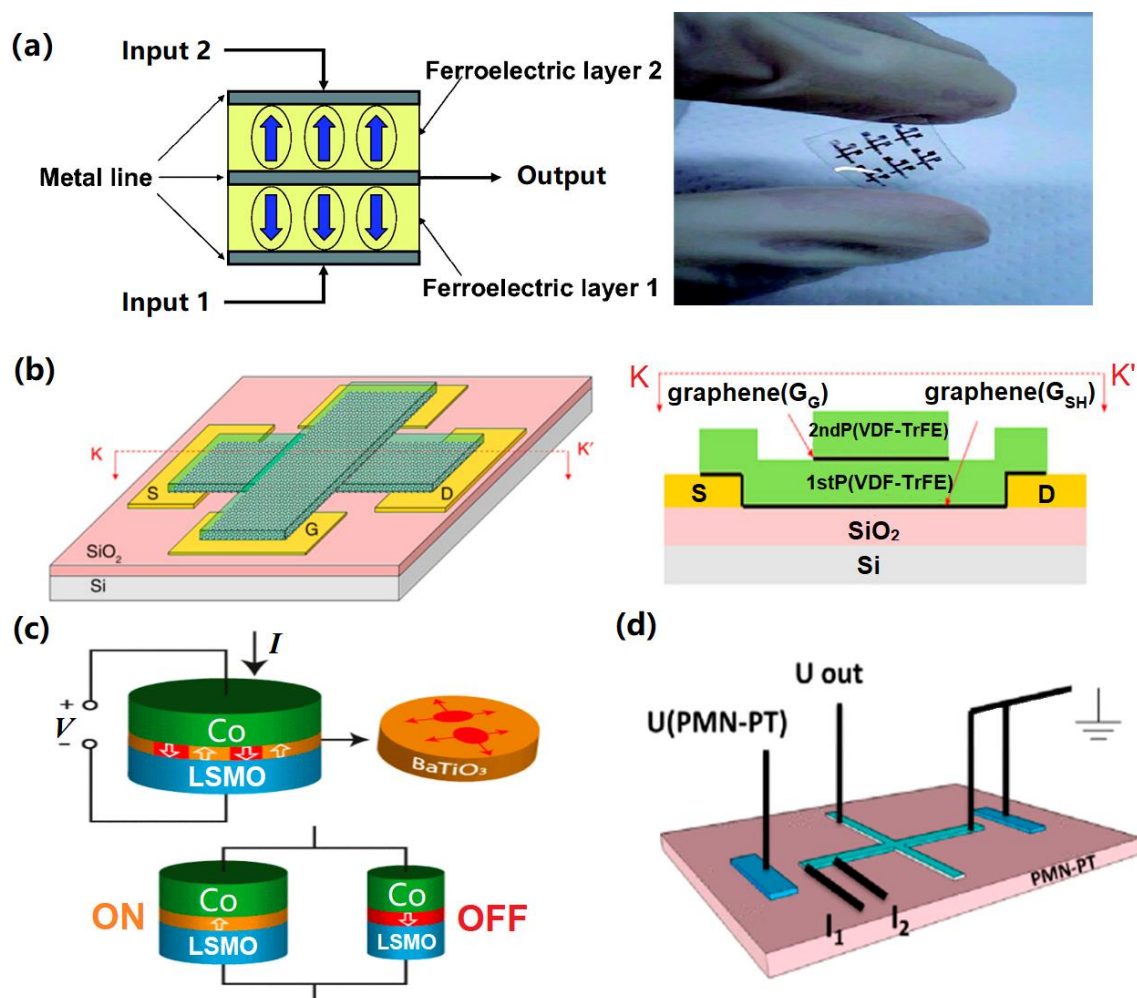 (a)
Input 2
Ferroelectric layer 2
Metal line
Output
Input 1
Ferroelectric layer 1
(b)
K
K′
S
D
G
SiO₂
Si
K
K'
graphene(G_G)
graphene(G_SH)
2ndP(VDF-TrFE)
1stP(VDF-TrFE)
S
D
SiO₂
Si
(c)
I
+
V
−
Co
LSMO
BaTiO₃
ON
Co
LSMO
Co
LSMO
OFF
(d)
U out
U(PMN-PT)
I₁
I₂
PMN-PT